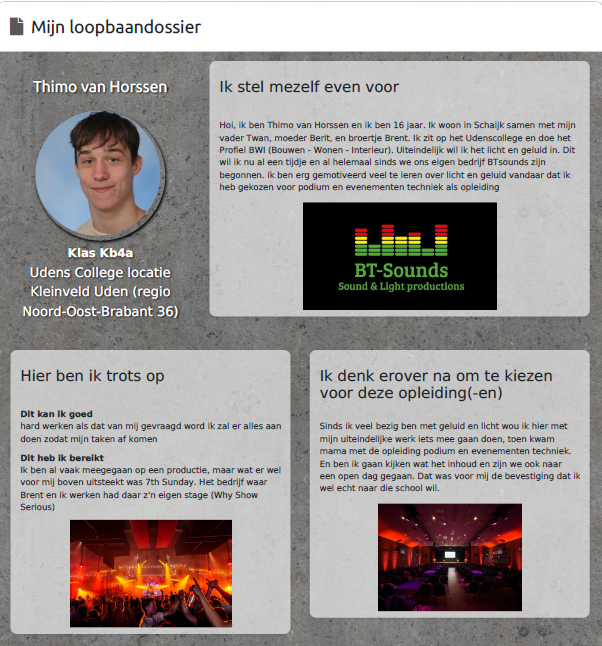 Mijn loopbaandossier
Thimo van Horssen
Klas Kb4a
Udens College locatie
Kleinveld Uden (regio
Noord-Oost-Brabant 36)
Ik stel mezelf even voor
Hoi, ik ben Thimo van Horssen en ik ben 16 jaar. Ik woon in Schaijk samen met mijn
vader Twan, moeder Berit, en broertje Brent. Ik zit op het Udenscollege en doe het
Profiel BWI (Bouwen - Wonen - Interieur). Uiteindelijk wil ik het licht en geluid in. Dit
wil ik nu al een tijdje en al helemaal sinds we ons eigen bedrijf BTsounds zijn
begonnen. ik ben erg gemotiveerd veel te leren over licht en geluid vandaar dat ik
heb gekozen voor podium en evenementen techniek als opleiding
BT-Sounds
Sound & Light productions
Hier ben ik trots op
Dit kan ik goed
hard werken als dat van mij gevraagd word ik zal er alles aan
doen zodat mijn taken af komen
Dit heb ik bereikt
Ik ben al vaak meegegaan op een productie, maar wat er wel
voor mij boven uitsteekt was 7th Sunday. Het bedrijf waar
Brent en ik werken had daar z'n eigen stage (Why Show
Serious)
Ik denk erover na om te kiezen
voor deze opleiding(-en)
Sinds ik veel bezig ben met geluid en licht wou ik hier met
mijn uiteindelijke werk iets mee gaan doen, toen kwam
mama met de opleiding podium en evenementen techniek.
En ben ik gaan kijken wat het inhoud en zijn we ook naar
een open dag gegaan. Dat was voor mij de bevestiging dat ik
wel echt naar die school wil.